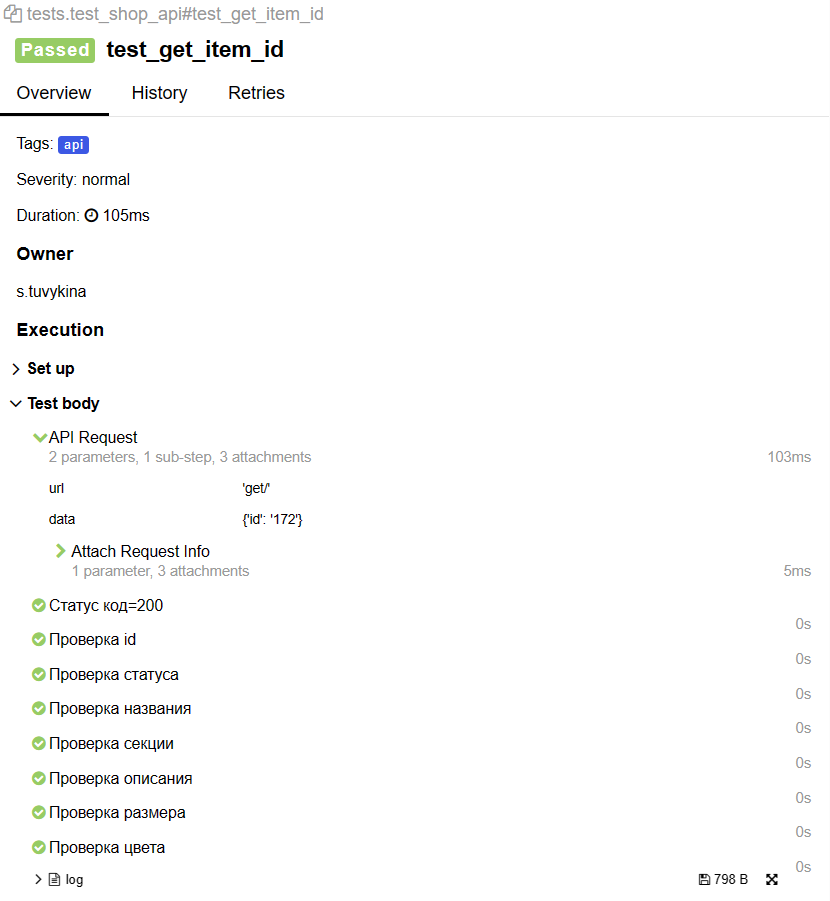 tests.test_shop_api#test_get_item_id
Passed test_get_item_id
Overview History Retries
Tags: api
Severity: normal
Duration: 105ms
Owner
s.tuvykina
Execution
Set up
Test body
API Request
2 parameters, 1 sub-step, 3 attachments 103ms
url 'get/'
data {'id': '172'}
Attach Request Info
1 parameter, 3 attachments 5ms
Статус код=200
0s
Проверка id
0s
Проверка статуса
0s
Проверка названия
0s
Проверка секции
0s
Проверка описания
0s
Проверка размера
0s
Проверка цвета
0s
log 798 B